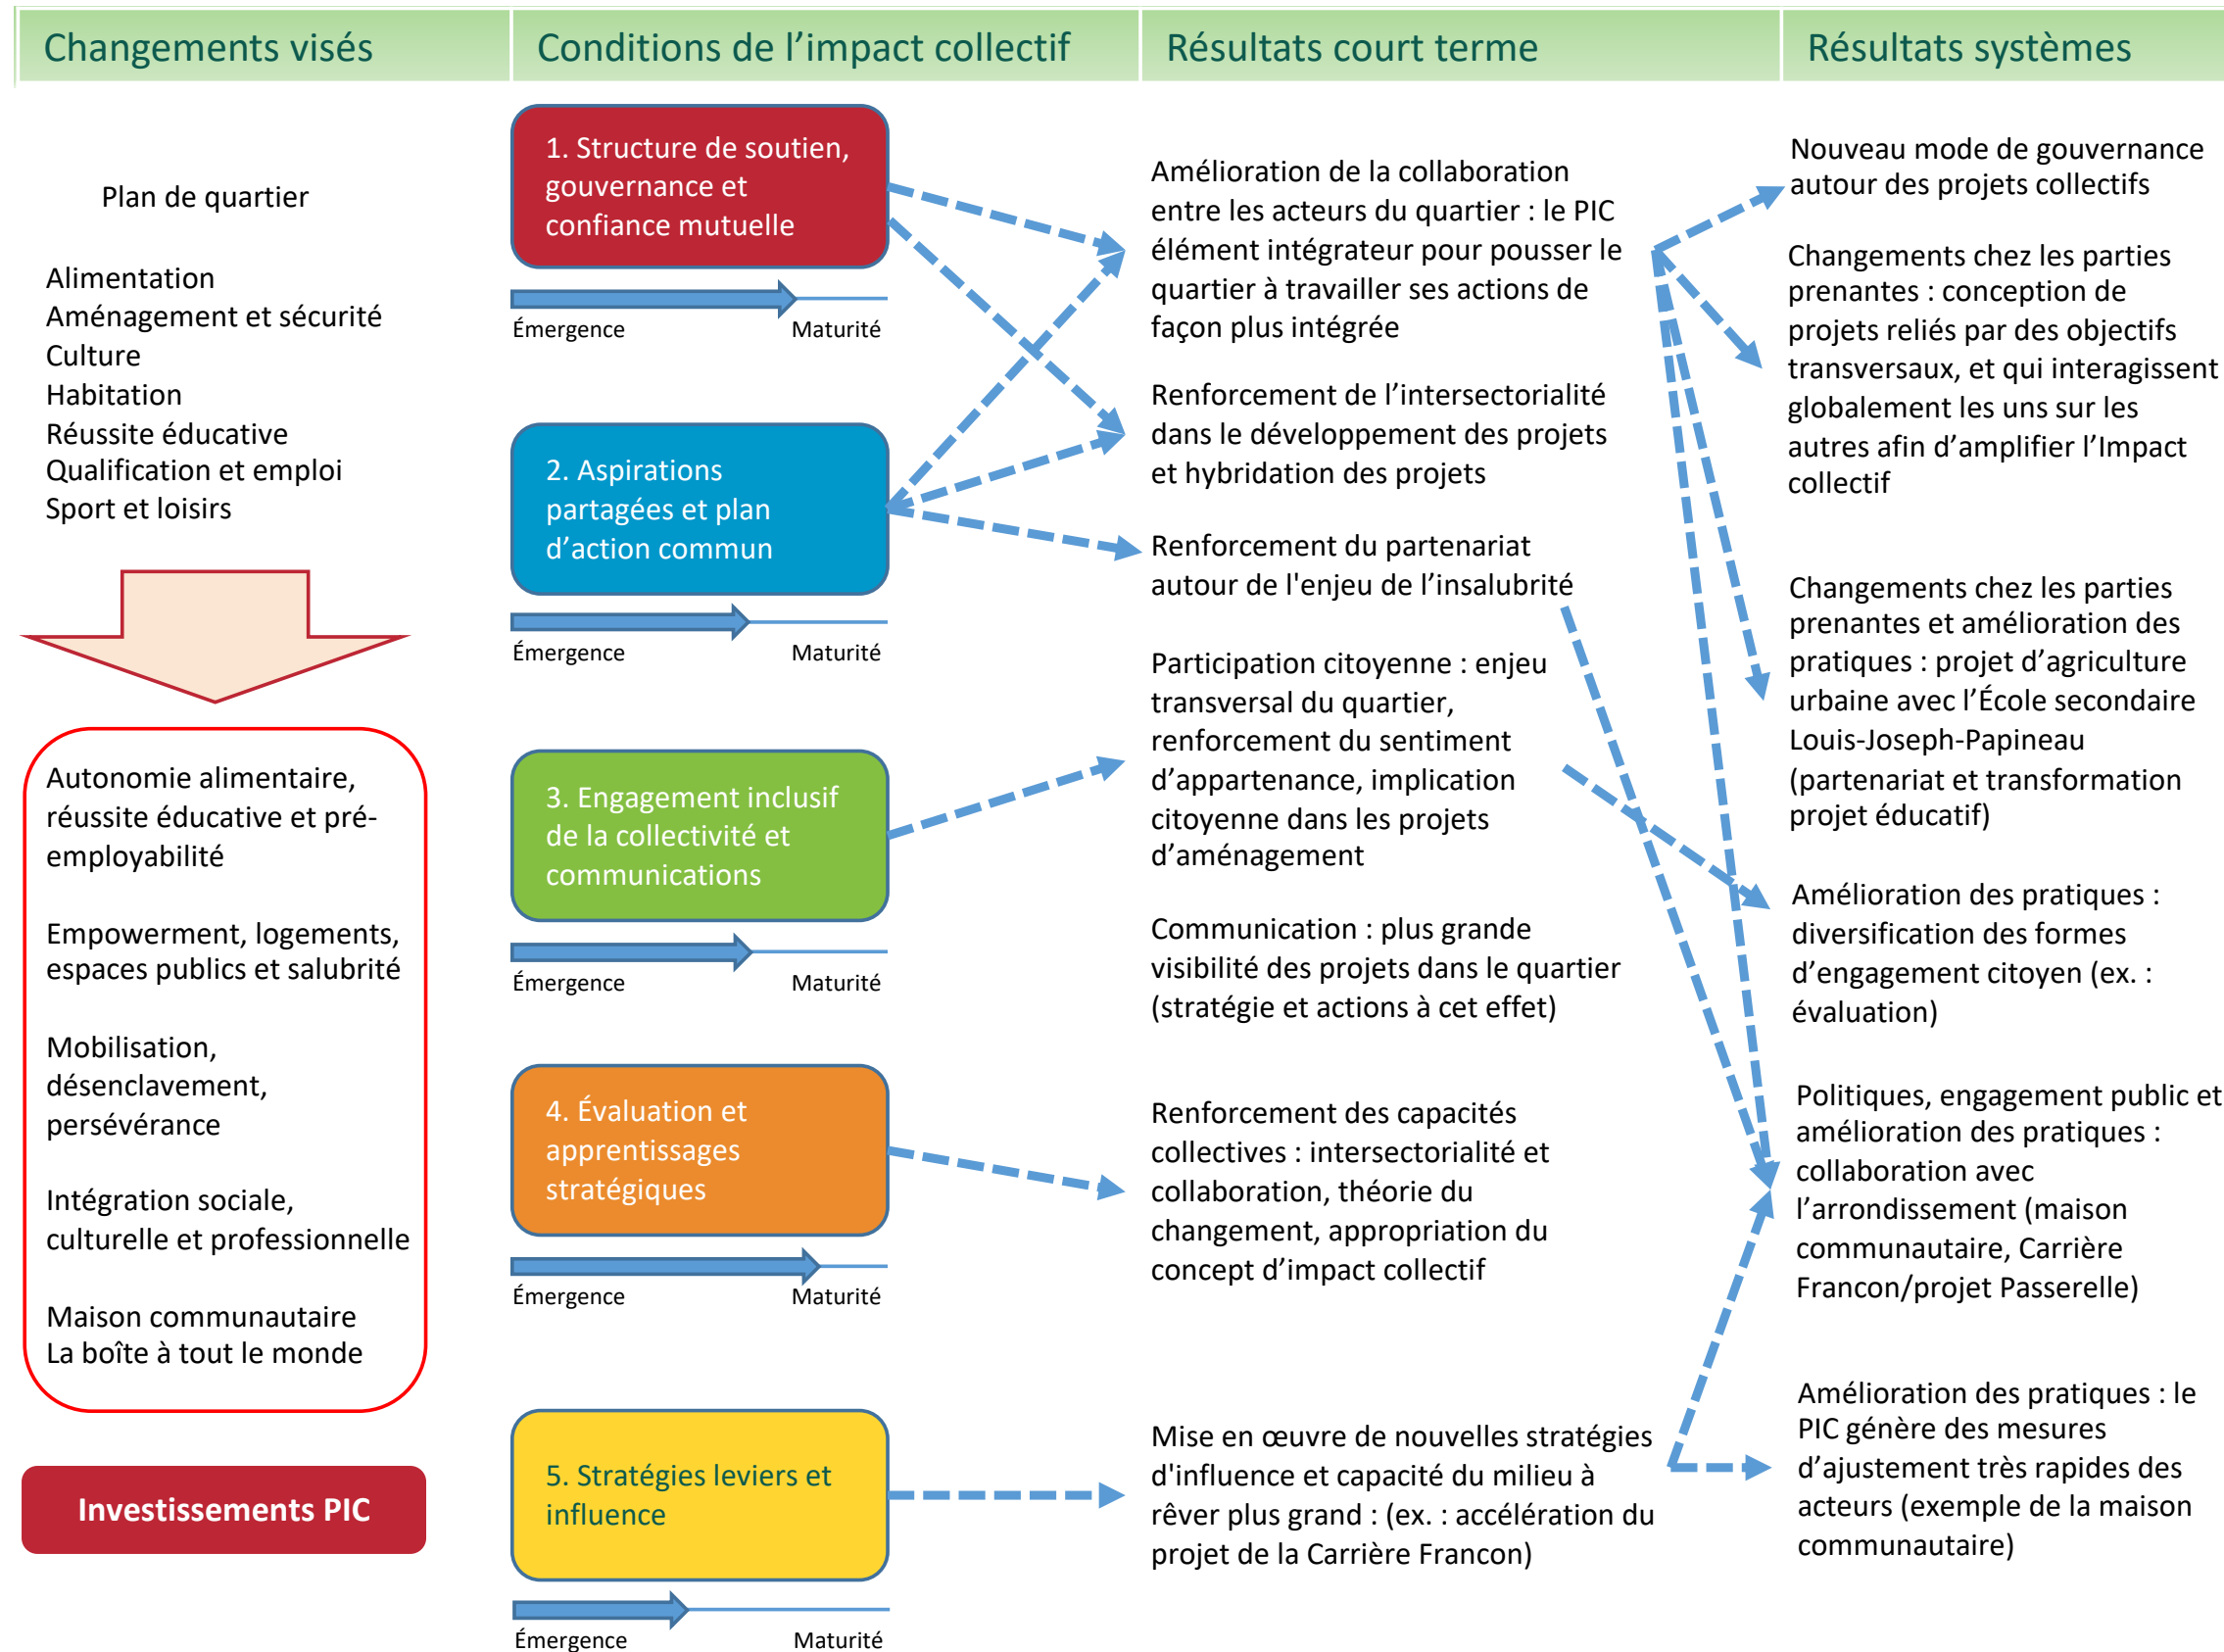 Changements visés
Conditions de l’impact collectif
Résultats court terme
Résultats systèmes
Plan de quartier
Alimentation
Aménagement et sécurité
Culture
Habitation
Réussite éducative
Qualification et emploi
Sport et loisirs
Autonomie alimentaire,
réussite éducative et pré-
employabilité
Empowerment, logements,
espaces publics et salubrité
Mobilisation,
désenclavement,
persévérance
Intégration sociale,
culturelle et professionnelle
Maison communautaire
La boîte à tout le monde
Investissements PIC
1. Structure de soutien,
gouvernance et
confiance mutuelle
Émergence
Maturité
2. Aspirations
partagées et plan
d’action commun
Émergence
Maturité
3. Engagement inclusif
de la collectivité et
communications
Émergence
Maturité
4. Évaluation et
apprentissages
stratégiques
Émergence
Maturité
5. Stratégies leviers et
influence
Émergence
Maturité
Amélioration de la collaboration
entre les acteurs du quartier : le PIC
élément intégrateur pour pousser le
quartier à travailler ses actions de
façon plus intégrée
Renforcement de l’intersectorialité
dans le développement des projets
et hybridation des projets
Renforcement du partenariat
autour de l'enjeu de l’insalubrité
Participation citoyenne : enjeu
transversal du quartier,
renforcement du sentiment
d’appartenance, implication
citoyenne dans les projets
d’aménagement
Communication : plus grande
visibilité des projets dans le quartier
(stratégie et actions à cet effet)
Renforcement des capacités
collectives : intersectorialité et
collaboration, théorie du
changement, appropriation du
concept d’impact collectif
Mise en œuvre de nouvelles stratégies
d'influence et capacité du milieu à
rêver plus grand : (ex. : accélération du
projet de la Carrière Francon)
Nouveau mode de gouvernance
autour des projets collectifs
Changements chez les parties
prenantes : conception de
projets reliés par des objectifs
transversaux, et qui interagissent
globalement les uns sur les
autres afin d’amplifier l’Impact
collectif
Changements chez les parties
prenantes et amélioration des
pratiques : projet d’agriculture
urbaine avec l’École secondaire
Louis-Joseph-Papineau
(partenariat et transformation
projet éducatif)
Amélioration des pratiques :
diversification des formes
d’engagement citoyen (ex. :
évaluation)
Politiques, engagement public et
amélioration des pratiques :
collaboration avec
l’arrondissement (maison
communautaire, Carrière
Francon/projet Passerelle)
Amélioration des pratiques : le
PIC génère des mesures
d’ajustement très rapides des
acteurs (exemple de la maison
communautaire)